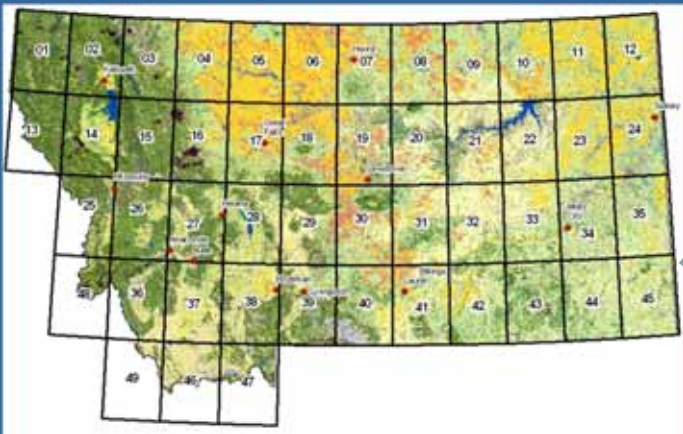 01 02 03 04 05 06 07 08 09 10 11 12
Kalispell
Havre
13 14 15 16 17 18 19 20 21 22 23 24
Great Falls
Lewistown
Sidney
25 26 27 28 29 30 31 32 33 34 35
Missoula
Helena
Miles City
Butte
48 36 37 38 39 40 41 42 43 44 45
Bozeman
Livingston
Laurel
Billings
49 46 47